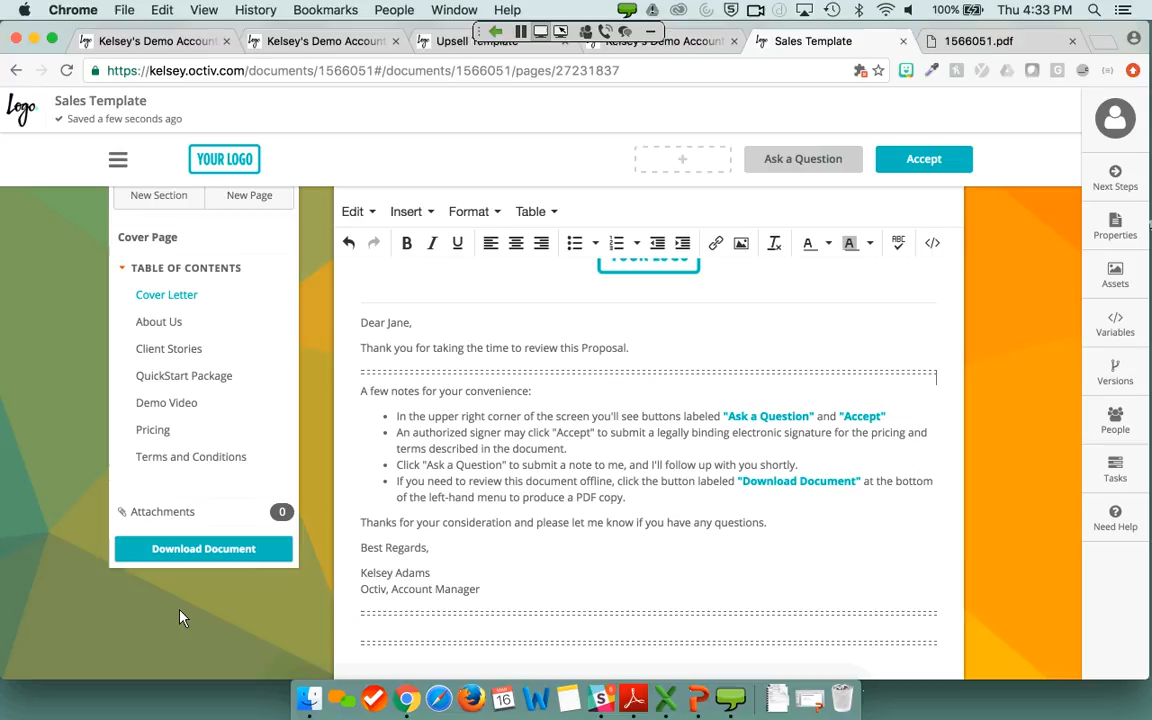 Chrome File Edit View History Bookmarks People Window Help 100% Thu 4:33 PM
Kelsey's Demo Account
Kelsey's Demo Account
Upsell Template
Kelsey's Demo Account
Sales Template
1566051.pdf
https://kelsey.octiv.com/documents/1566051#/documents/1566051/pages/27231837
Logo
Sales Template
Saved a few seconds ago
YOUR LOGO
Ask a Question
Accept
New Section
New Page
Cover Page
TABLE OF CONTENTS
Cover Letter
About Us
Client Stories
QuickStart Package
Demo Video
Pricing
Terms and Conditions
Attachments
0
Download Document
Edit Insert Format Table
B I U
A A ABC
YOUR LOGO
Dear Jane,
Thank you for taking the time to review this Proposal.
A few notes for your convenience:
In the upper right corner of the screen you'll see buttons labeled "Ask a Question" and "Accept"
An authorized signer may click "Accept" to submit a legally binding electronic signature for the pricing and
terms described in the document.
Click "Ask a Question" to submit a note to me, and I'll follow up with you shortly.
If you need to review this document offline, click the button labeled "Download Document" at the bottom
of the left-hand menu to produce a PDF copy.
Thanks for your consideration and please let me know if you have any questions.
Best Regards,
Kelsey Adams
Octiv, Account Manager
Next Steps
Properties
Assets
Variables
Versions
People
Tasks
Need Help
16